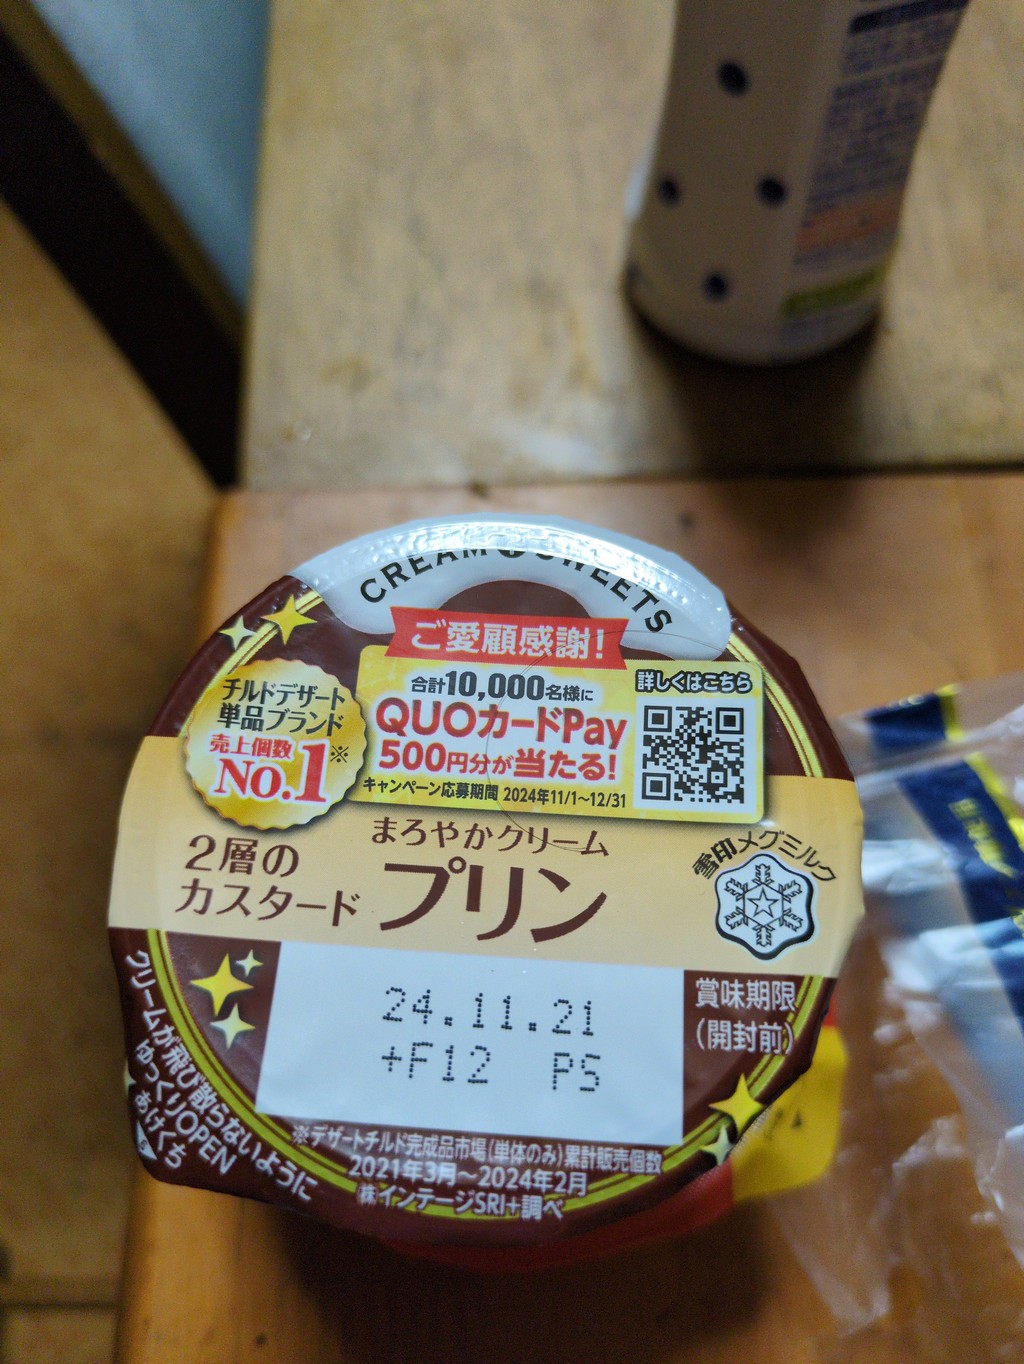 CREAM SWEETS
ご愛顧感謝!
合計10,000名様に
QUOカードPay
500円分が当たる!
キャンペーン応募期間 2024年11/1~12/31
詳しくはこちら
チルドデザート
単品ブランド
売上個数※
No.1
まろやかクリーム
2層の
カスタード
プリン
雪印メグミルク
24.11.21
+F12 PS
賞味期限
(開封前)
クリームが飛び散らないように
ゆっくりOPEN
あけくち
※デザートチルド完成品市場(単体のみ)累計販売個数
2021年3月~2024年2月
(株)インテージSRI+調べ